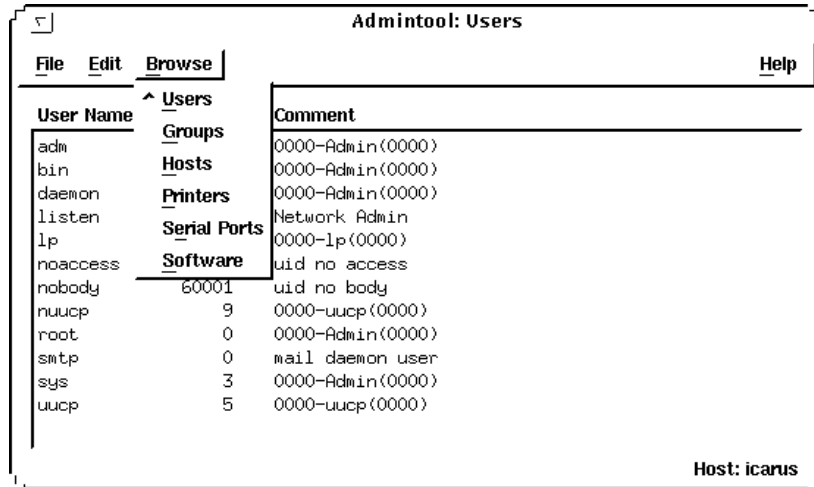 Admintool: Users
File Edit Browse Help
Users
Groups
Hosts
Printers
Serial Ports
Software
User Name Comment
adm 0000-Admin(0000)
bin 0000-Admin(0000)
daemon 0000-Admin(0000)
listen Network Admin
lp 0000-lp(0000)
noaccess uid no access
nobody 60001 uid no body
nuucp 9 0000-uucp(0000)
root 0 0000-Admin(0000)
smtp 0 mail daemon user
sys 3 0000-Admin(0000)
uucp 5 0000-uucp(0000)
Host: icarus